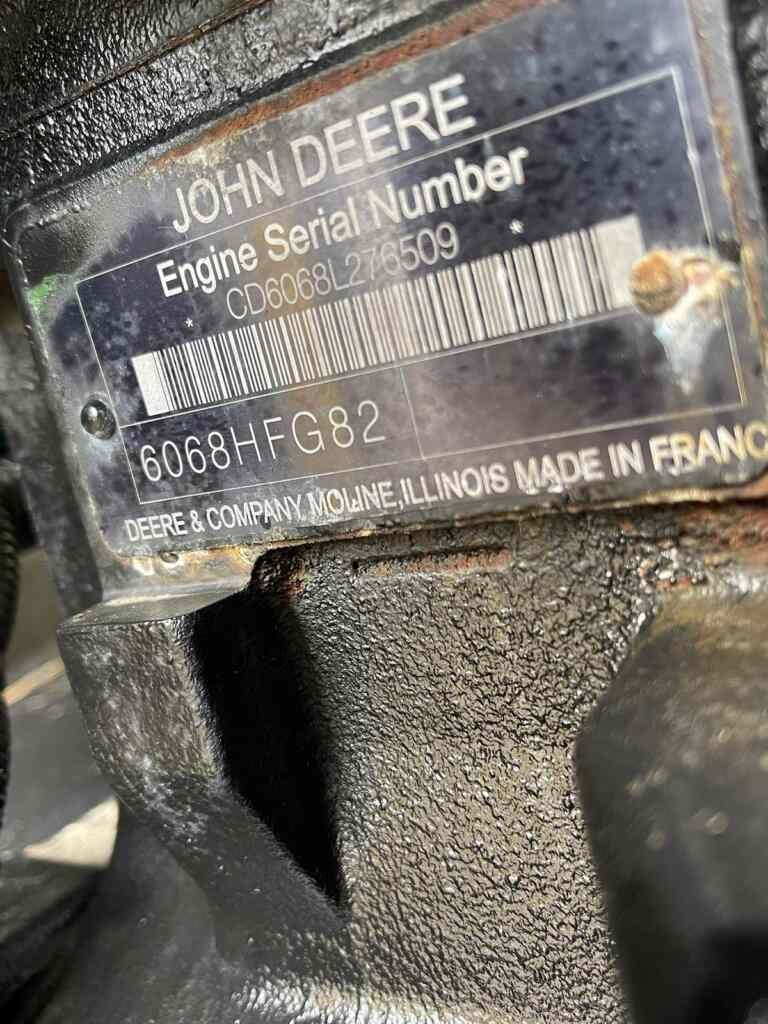 JOHN DEERE
Engine Serial Number
CD6068L276509
* *
6068HFG82
DEERE & COMPANY MOLINE, ILLINOIS MADE IN FRANC